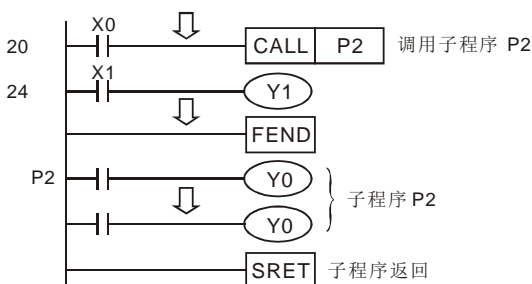 X0
20 CALL P2 调用子程序 P2
X1
24 Y1
FEND
P2 Y0
子程序 P2
Y0
SRET 子程序返回